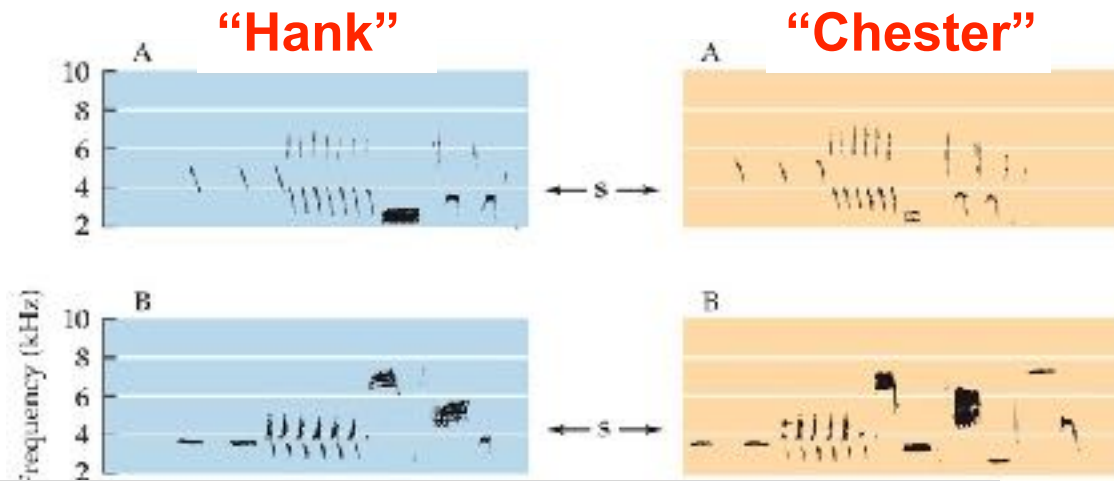 “Hank” “Chester”
A A
10
8
6
4 s
2
B B
10
8
6
4 s
2
Frequency (kHz)